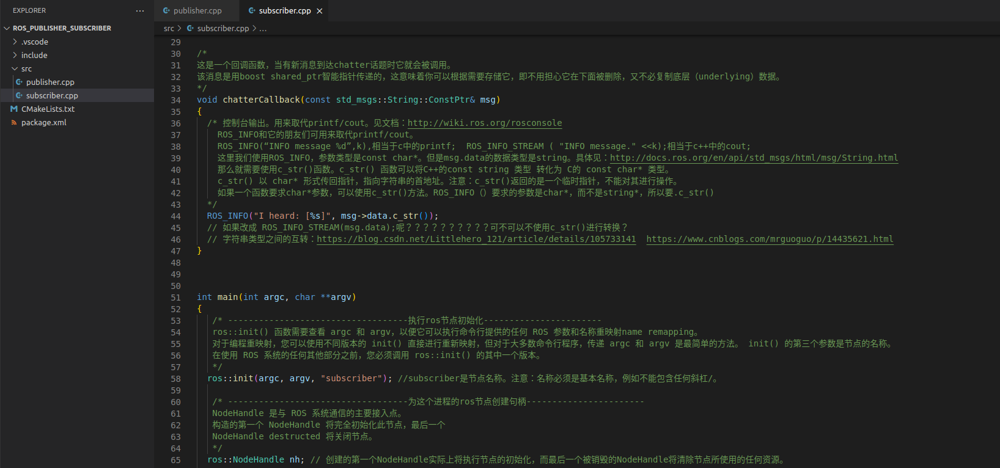 EXPLORER
publisher.cpp
subscriber.cpp
ROS_PUBLISHER_SUBSCRIBER
src > subscriber.cpp > ...
.vscode
include
src
publisher.cpp
subscriber.cpp
CMakeLists.txt
package.xml
29
30 /*
31 这是一个回调函数，当有新消息到达chatter话题时它就会被调用。
32 该消息是用boost shared_ptr智能指针传递的，这意味着你可以根据需要存储它，即不用担心它在下面被删除，又不必复制底层（underlying）数据。
33 */
34 void chatterCallback(const std_msgs::String::ConstPtr& msg)
35 {
36 /* 控制台输出。用来取代printf/cout。见文档：http://wiki.ros.org/rosconsole
37 ROS_INFO和它的朋友们可用来取代printf/cout。
38 ROS_INFO(“INFO message %d”,k),相当于c中的printf;  ROS_INFO_STREAM ( "INFO message." <<k);相当于c++中的cout;
39 这里我们使用ROS_INFO，参数类型是const char*。但是msg.data的数据类型是string。具体见：http://docs.ros.org/en/api/std_msgs/html/msg/String.html
40 那么就需要使用c_str()函数。c_str() 函数可以将C++的const string 类型 转化为 C的 const char* 类型。
41 c_str() 以 char* 形式传回指针，指向字符串的首地址。注意：c_str()返回的是一个临时指针，不能对其进行操作。
42 如果一个函数要求char*参数，可以使用c_str()方法。ROS_INFO（）要求的参数是char*，而不是string*，所以要.c_str()
43 */
44 ROS_INFO("I heard: [%s]", msg->data.c_str());
45 // 如果改成 ROS_INFO_STREAM(msg.data);呢？？？？？？？？？？可不可以不使用c_str()进行转换？
46 // 字符串类型之间的互转：https://blog.csdn.net/Littlehero_121/article/details/105733141  https://www.cnblogs.com/mrguoguo/p/14435621.html
47 }
48
49
50
51 int main(int argc, char **argv)
52 {
53 /* -----------------------------------执行ros节点初始化-----------------------
54 ros::init() 函数需要查看 argc 和 argv，以便它可以执行命令行提供的任何 ROS 参数和名称重映射name remapping。
55 对于编程重映射，您可以使用不同版本的 init() 直接进行重新映射，但对于大多数命令行程序，传递 argc 和 argv 是最简单的方法。 init() 的第三个参数是节点的名称。
56 在使用 ROS 系统的任何其他部分之前，您必须调用 ros::init() 的其中一个版本。
57 */
58 ros::init(argc, argv, "subscriber"); //subscriber是节点名称。注意：名称必须是基本名称，例如不能包含任何斜杠/。
59
60 /* -----------------------------------为这个进程的ros节点创建句柄-----------------------
61 NodeHandle 是与 ROS 系统通信的主要接入点。
62 构造的第一个 NodeHandle 将完全初始化此节点，最后一个
63 NodeHandle destructed 将关闭节点。
64 */
65 ros::NodeHandle nh; // 创建的第一个NodeHandle实际上将执行节点的初始化，而最后一个被销毁的NodeHandle将清除节点所使用的任何资源。